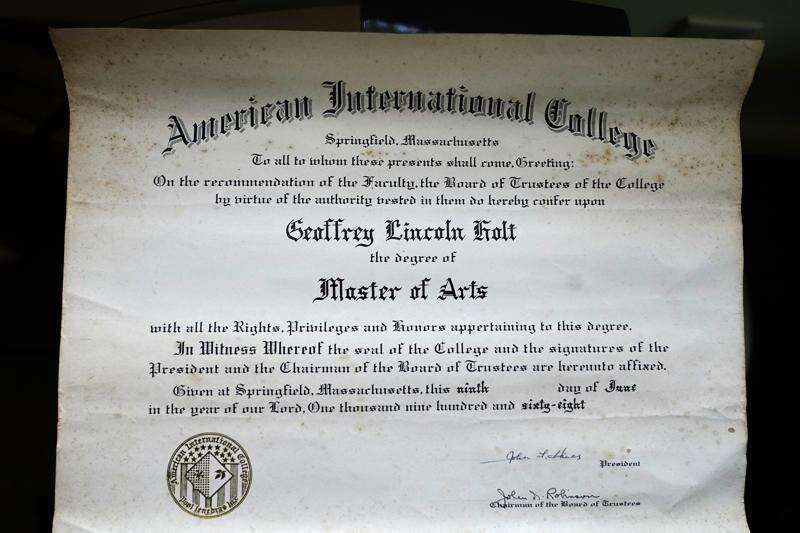 American International College
Springfield, Massachusetts
To all to whom these presents shall come, Greeting:
On the recommendation of the Faculty, the Board of Trustees of the College
by virtue of the authority vested in them do hereby confer upon
Geoffrey Lincoln Holt
the degree of
Master of Arts
with all the Rights, Privileges and Honors appertaining to this degree.
In Witness Whereof the seal of the College and the signatures of the
President and the Chairman of the Board of Trustees are hereunto affixed.
Given at Springfield, Massachusetts, this ninth day of June
in the year of our Lord, One thousand nine hundred and sixty-eight
American International College
Post Tenebras Lux
John
President
John Robinson
Chairman of the Board of Trustees